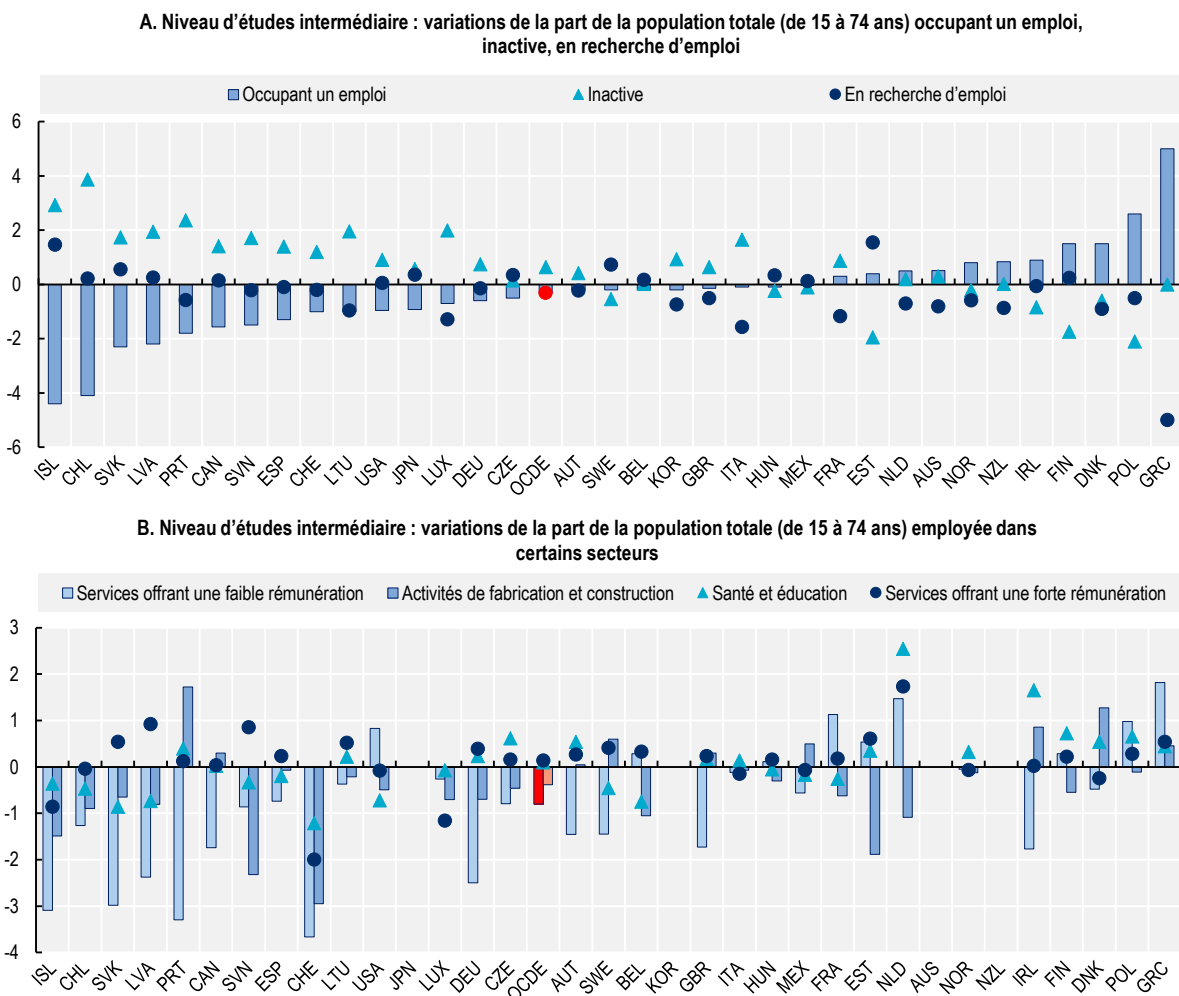 A. Niveau d’études intermédiaire : variations de la part de la population totale (de 15 à 74 ans) occupant un emploi,
inactive, en recherche d’emploi
Occupant un emploi Inactive En recherche d’emploi
6
4
2
0
-2
-4
-6
ISL CHL SVK LVA PRT CAN SVN ESP CHE LTU USA JPN LUX DEU CZE OCDE AUT SWE BEL KOR GBR ITA HUN MEX FRA EST NLD AUS NOR NZL IRL FIN DNK POL GRC
B. Niveau d’études intermédiaire : variations de la part de la population totale (de 15 à 74 ans) employée dans
certains secteurs
Services offrant une faible rémunération Activités de fabrication et construction Santé et éducation Services offrant une forte rémunération
3
2
1
0
-1
-2
-3
-4
ISL CHL SVK LVA PRT CAN SVN ESP CHE LTU USA JPN LUX DEU CZE OCDE AUT SWE BEL KOR GBR ITA HUN MEX FRA EST NLD AUS NOR NZL IRL FIN DNK POL GRC